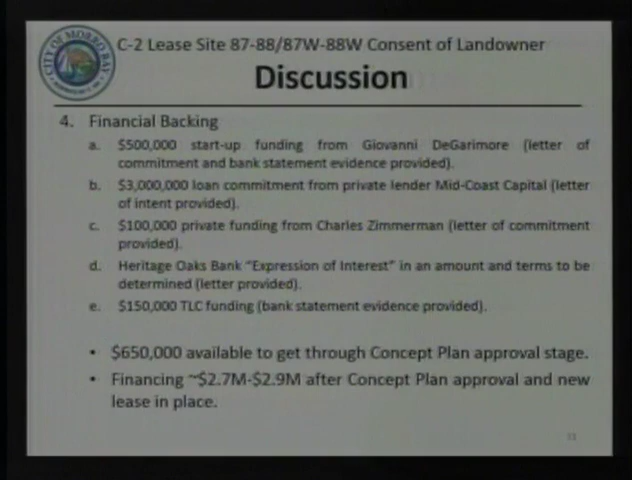 CITY OF MORRO BAY
C-2 Lease Site 87-88/87W-88W Consent of Landowner
Discussion
4. Financial Backing
a. $500,000 start-up funding from Giovanni DeGarimore (letter of
commitment and bank statement evidence provided).
b. $3,000,000 loan commitment from private lender Mid-Coast Capital (letter
of intent provided).
c. $100,000 private funding from Charles Zimmerman (letter of commitment
provided).
d. Heritage Oaks Bank "Expression of Interest" in an amount and terms to be
determined (letter provided).
e. $150,000 TLC funding (bank statement evidence provided).
• $650,000 available to get through Concept Plan approval stage.
• Financing ~$2.7M-$2.9M after Concept Plan approval and new
lease in place.